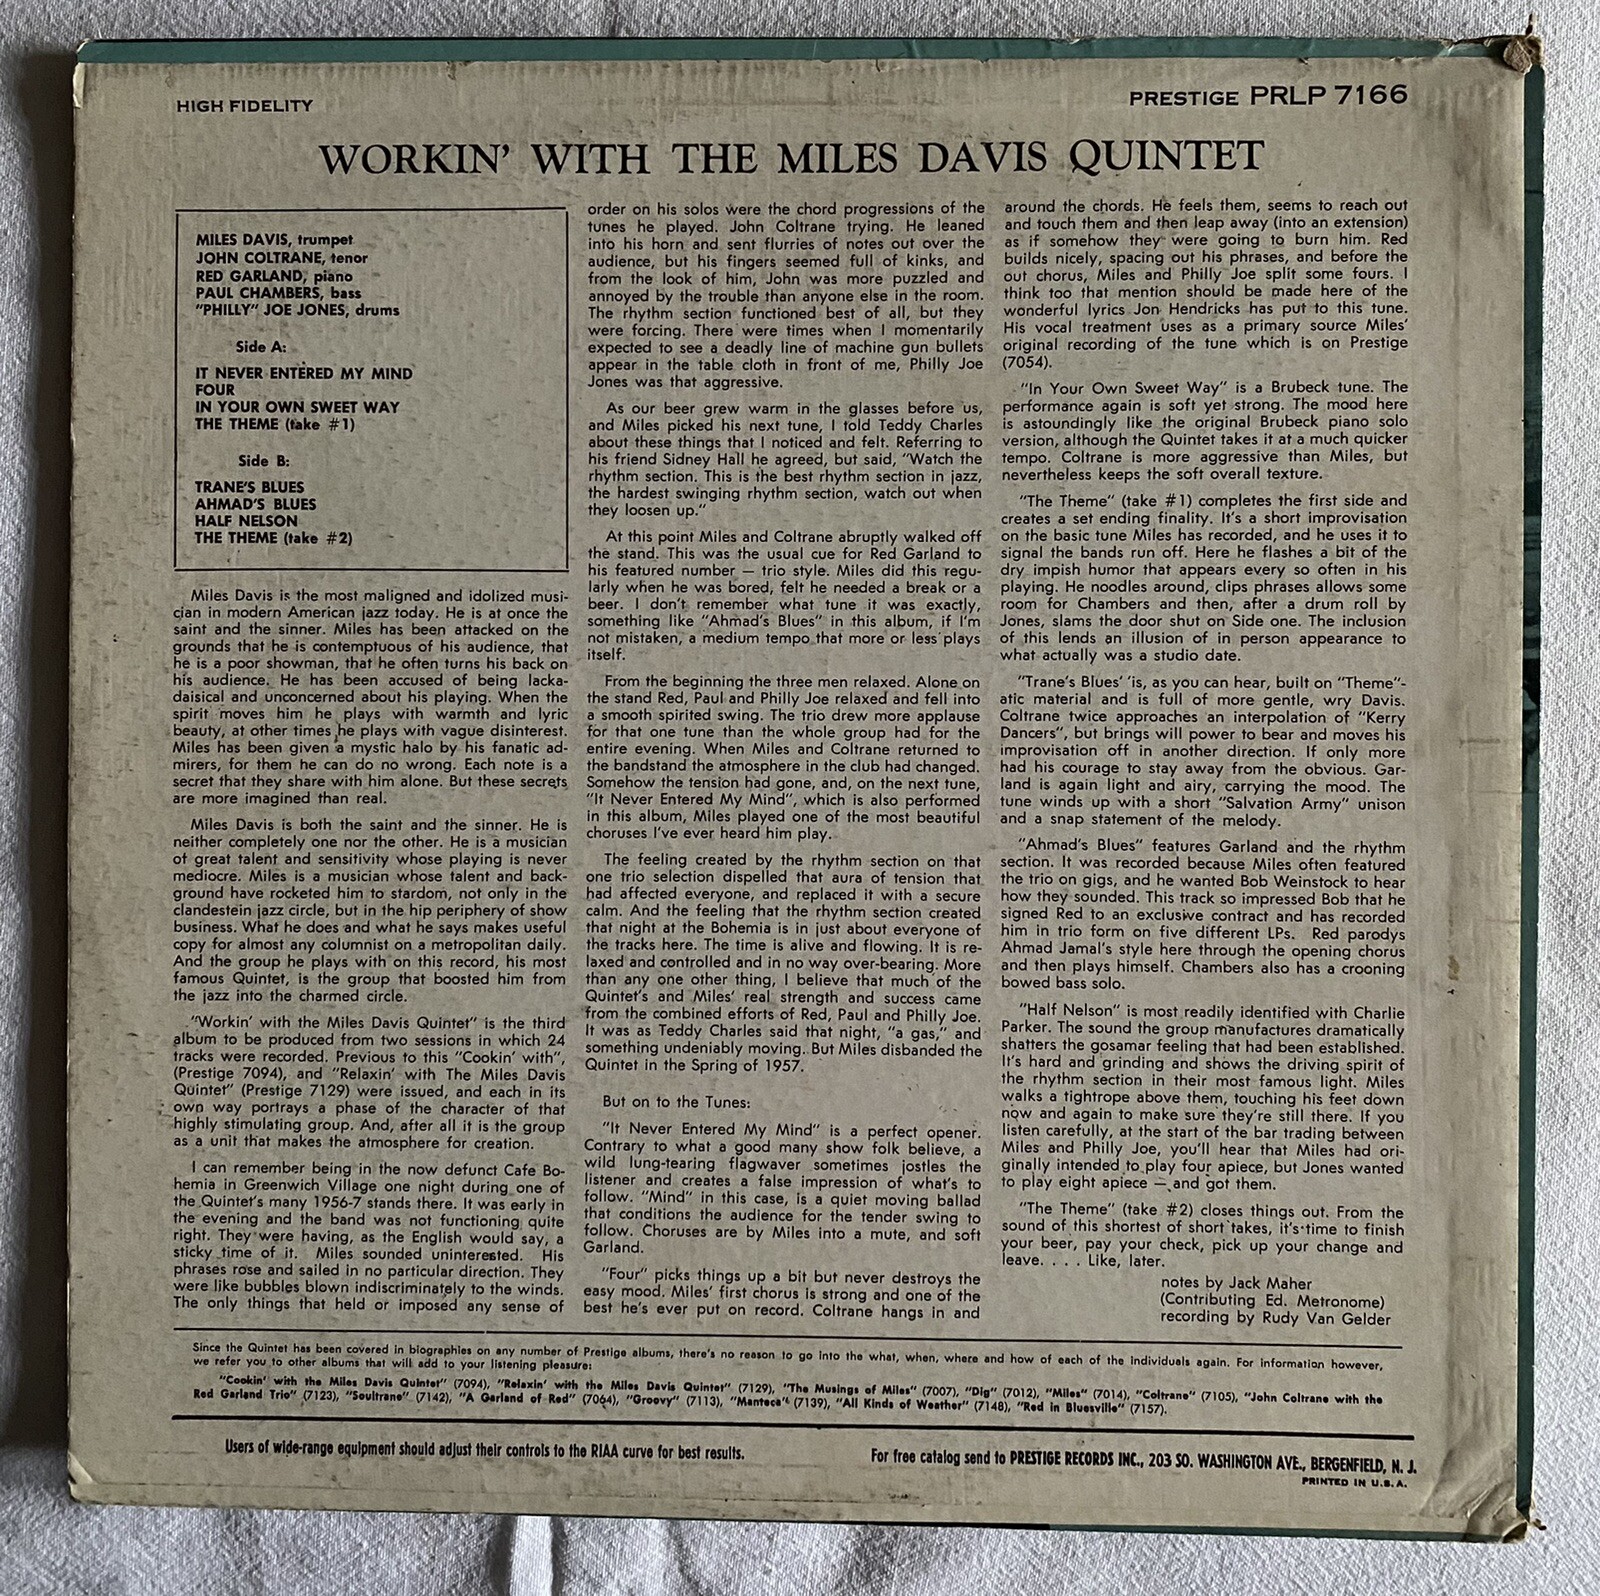 HIGH FIDELITY
PRESTIGE PRLP 7166
WORKIN' WITH THE MILES DAVIS QUINTET
MILES DAVIS, trumpet
JOHN COLTRANE, tenor
RED GARLAND, piano
PAUL CHAMBERS, bass
"PHILLY" JOE JONES, drums
Side A:
IT NEVER ENTERED MY MIND
FOUR
IN YOUR OWN SWEET WAY
THE THEME (take #1)
Side B:
TRANE'S BLUES
AHMAD'S BLUES
HALF NELSON
THE THEME (take #2)
Miles Davis is the most maligned and idolized musi-
cian in modern American jazz today. He is at once the
saint and the sinner. Miles has been attacked on the
grounds that he is contemptuous of his audience, that
he is a poor showman, that he often turns his back on
his audience. He has been accused of being lacka-
daisical and unconcerned about his playing. When the
spirit moves him he plays with warmth and lyric
beauty, at other times he plays with vague disinterest.
Miles has been given a mystic halo by his fanatic ad-
mirers, for them he can do no wrong. Each note is a
secret that they share with him alone. But these secrets
are more imagined than real.
Miles Davis is both the saint and the sinner. He is
neither completely one nor the other. He is a musician
of great talent and sensitivity whose playing is never
mediocre. Miles is a musician whose talent and back-
ground have rocketed him to stardom, not only in the
clandestein jazz circle, but in the hip periphery of show
business. What he does and what he says makes useful
copy for almost any columnist on a metropolitan daily.
And the group he plays with on this record, his most
famous Quintet, is the group that boosted him from
the jazz into the charmed circle.
"Workin' with the Miles Davis Quintet" is the third
album to be produced from two sessions in which 24
tracks were recorded. Previous to this "Cookin' with",
(Prestige 7094), and "Relaxin' with The Miles Davis
Quintet" (Prestige 7129) were issued, and each in its
own way portrays a phase of the character of that
highly stimulating group. And, after all it is the group
as a unit that makes the atmosphere for creation.
I can remember being in the now defunct Cafe Bo-
hemia in Greenwich Village one night during one of
the Quintet's many 1956-7 stands there. It was early in
the evening and the band was not functioning quite
right. They were having, as the English would say, a
sticky time of it. Miles sounded uninterested. His
phrases rose and sailed in no particular direction. They
were like bubbles blown indiscriminately to the winds.
The only things that held or imposed any sense of
order on his solos were the chord progressions of the
tunes he played. John Coltrane trying. He leaned
into his horn and sent flurries of notes out over the
audience, but his fingers seemed full of kinks, and
from the look of him, John was more puzzled and
annoyed by the trouble than anyone else in the room.
The rhythm section functioned best of all, but they
were forcing. There were times when I momentarily
expected to see a deadly line of machine gun bullets
appear in the table cloth in front of me, Philly Joe
Jones was that aggressive.
As our beer grew warm in the glasses before us,
and Miles picked his next tune, I told Teddy Charles
about these things that I noticed and felt. Referring to
his friend Sidney Hall he agreed, but said, "Watch the
rhythm section. This is the best rhythm section in jazz,
the hardest swinging rhythm section, watch out when
they loosen up."
At this point Miles and Coltrane abruptly walked off
the stand. This was the usual cue for Red Garland to
his featured number — trio style. Miles did this regu-
larly when he was bored, felt he needed a break or a
beer. I don't remember what tune it was exactly,
something like "Ahmad's Blues" in this album, if I'm
not mistaken, a medium tempo that more or less plays
itself.
From the beginning the three men relaxed. Alone on
the stand Red, Paul and Philly Joe relaxed and fell into
a smooth spirited swing. The trio drew more applause
for that one tune than the whole group had for the
entire evening. When Miles and Coltrane returned to
the bandstand the atmosphere in the club had changed.
Somehow the tension had gone, and, on the next tune,
"It Never Entered My Mind", which is also performed
in this album, Miles played one of the most beautiful
choruses I've ever heard him play.
The feeling created by the rhythm section on that
one trio selection dispelled that aura of tension that
had affected everyone, and replaced it with a secure
calm. And the feeling that the rhythm section created
that night at the Bohemia is in just about everyone of
the tracks here. The time is alive and flowing. It is re-
laxed and controlled and in no way over-bearing. More
than any one other thing, I believe that much of the
Quintet's and Miles' real strength and success came
from the combined efforts of Red, Paul and Philly Joe.
It was as Teddy Charles said that night, "a gas," and
something undeniably moving. But Miles disbanded the
Quintet in the Spring of 1957.
But on to the Tunes:
"It Never Entered My Mind" is a perfect opener.
Contrary to what a good many show folk believe, a
wild lung-tearing flagwaver sometimes jostles the
listener and creates a false impression of what's to
follow. "Mind" in this case, is a quiet moving ballad
that conditions the audience for the tender swing to
follow. Choruses are by Miles into a mute, and soft
Garland.
"Four" picks things up a bit but never destroys the
easy mood. Miles' first chorus is strong and one of the
best he's ever put on record. Coltrane hangs in and
around the chords. He feels them, seems to reach out
and touch them and then leap away (into an extension)
as if somehow they were going to burn him. Red
builds nicely, spacing out his phrases, and before the
out chorus, Miles and Philly Joe split some fours. I
think too that mention should be made here of the
wonderful lyrics Jon Hendricks has put to this tune.
His vocal treatment uses as a primary source Miles'
original recording of the tune which is on Prestige
(7054).
"In Your Own Sweet Way" is a Brubeck tune. The
performance again is soft yet strong. The mood here
is astoundingly like the original Brubeck piano solo
version, although the Quintet takes it at a much quicker
tempo. Coltrane is more aggressive than Miles, but
nevertheless keeps the soft overall texture.
"The Theme" (take #1) completes the first side and
creates a set ending finality. It's a short improvisation
on the basic tune Miles has recorded, and he uses it to
signal the bands run off. Here he flashes a bit of the
dry impish humor that appears every so often in his
playing. He noodles around, clips phrases allows some
room for Chambers and then, after a drum roll by
Jones, slams the door shut on Side one. The inclusion
of this lends an illusion of in person appearance to
what actually was a studio date.
"Trane's Blues' 'is, as you can hear, built on "Theme"-
atic material and is full of more gentle, wry Davis.
Coltrane twice approaches an interpolation of "Kerry
Dancers", but brings will power to bear and moves his
improvisation off in another direction. If only more
had his courage to stay away from the obvious. Gar-
land is again light and airy, carrying the mood. The
tune winds up with a short "Salvation Army" unison
and a snap statement of the melody.
"Ahmad's Blues" features Garland and the rhythm
section. It was recorded because Miles often featured
the trio on gigs, and he wanted Bob Weinstock to hear
how they sounded. This track so impressed Bob that he
signed Red to an exclusive contract and has recorded
him in trio form on five different LPs. Red parodys
Ahmad Jamal's style here through the opening chorus
and then plays himself. Chambers also has a crooning
bowed bass solo.
"Half Nelson" is most readily identified with Charlie
Parker. The sound the group manufactures dramatically
shatters the gosamar feeling that had been established.
It's hard and grinding and shows the driving spirit of
the rhythm section in their most famous light. Miles
walks a tightrope above them, touching his feet down
now and again to make sure they're still there. If you
listen carefully, at the start of the bar trading between
Miles and Philly Joe, you'll hear that Miles had ori-
ginally intended to play four apiece, but Jones wanted
to play eight apiece — and got them.
"The Theme" (take #2) closes things out. From the
sound of this shortest of short takes, it's time to finish
your beer, pay your check, pick up your change and
leave. . . . Like, later.
notes by Jack Maher
(Contributing Ed. Metronome)
recording by Rudy Van Gelder
Since the Quintet has been covered in biographies on any number of Prestige albums, there's no reason to go into the what, when, where and how of each of the individuals again. For information however,
we refer you to other albums that will add to your listening pleasure:
"Cookin' with the Miles Davis Quintet" (7094), "Relaxin' with the Miles Davis Quintet" (7129), "The Musings of Miles" (7007), "Dig" (7012), "Miles" (7014), "Coltrane" (7105), "John Coltrane with the
Red Garland Trio" (7123), "Soultrane" (7142), "A Garland of Red" (7064), "Groovy" (7113), "Manteca" (7139), "All Kinds of Weather" (7148), "Red in Bluesville" (7157).
Users of wide-range equipment should adjust their controls to the RIAA curve for best results.
For free catalog send to PRESTIGE RECORDS INC., 203 SO. WASHINGTON AVE., BERGENFIELD, N. J.
PRINTED IN U.S.A.